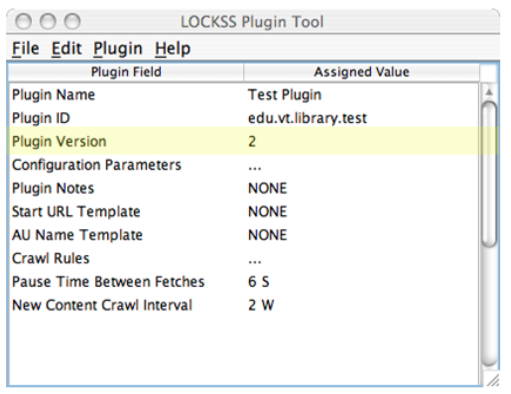 LOCKSS Plugin Tool
File Edit Plugin Help
Plugin Field Assigned Value
Plugin Name Test Plugin
Plugin ID edu.vt.library.test
Plugin Version 2
Configuration Parameters ...
Plugin Notes NONE
Start URL Template NONE
AU Name Template NONE
Crawl Rules ...
Pause Time Between Fetches 6 S
New Content Crawl Interval 2 W